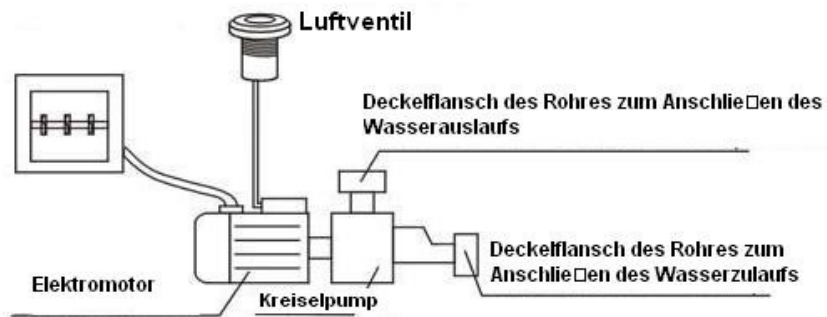 Luftventil
Deckelflansch des Rohres zum Anschlie□en des
Wasserauslaufs
Deckelflansch des Rohres zum
Anschlie□en des Wasserzulaufs
Elektromotor
Kreiselpump